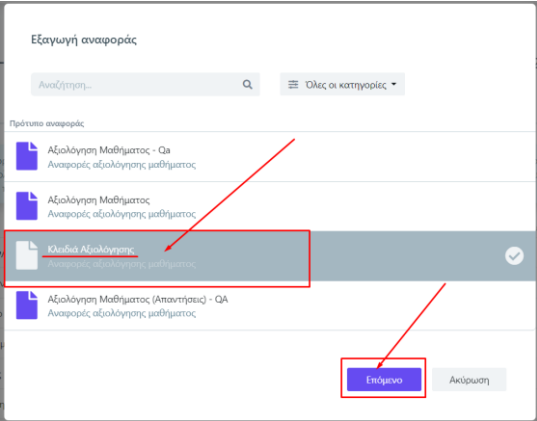 Εξαγωγή αναφοράς
Αναζήτηση...
Όλες οι κατηγορίες
Πρότυπο αναφοράς
Αξιολόγηση Μαθήματος - Qa
Αναφορές αξιολόγησης μαθήματος
Αξιολόγηση Μαθήματος
Αναφορές αξιολόγησης μαθήματος
Κλειδιά Αξιολόγησης
Αναφορές αξιολόγησης μαθήματος
Αξιολόγηση Μαθήματος (Απαντήσεις) - QA
Αναφορές αξιολόγησης μαθήματος
Επόμενο
Ακύρωση